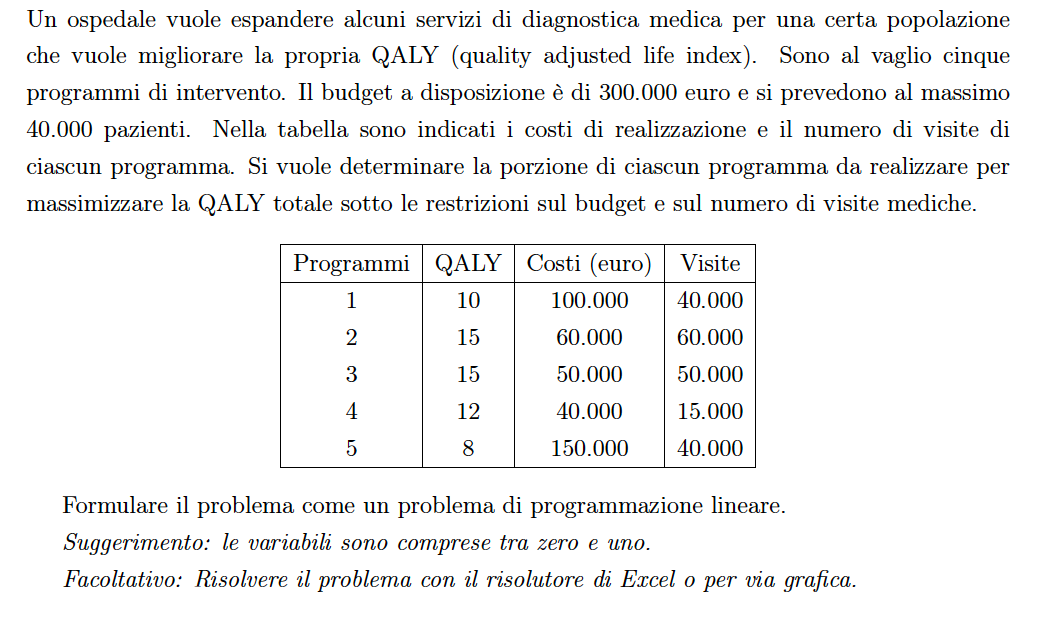 Un ospedale vuole espandere alcuni servizi di diagnostica medica per una certa popolazione
che vuole migliorare la propria QALY (quality adjusted life index). Sono al vaglio cinque
programmi di intervento. Il budget a disposizione è di 300.000 euro e si prevedono al massimo
40.000 pazienti. Nella tabella sono indicati i costi di realizzazione e il numero di visite di
ciascun programma. Si vuole determinare la porzione di ciascun programma da realizzare per
massimizzare la QALY totale sotto le restrizioni sul budget e sul numero di visite mediche.
Programmi QALY Costi (euro) Visite
1 10 100.000 40.000
2 15 60.000 60.000
3 15 50.000 50.000
4 12 40.000 15.000
5 8 150.000 40.000
Formulare il problema come un problema di programmazione lineare.
Suggerimento: le variabili sono comprese tra zero e uno.
Facoltativo: Risolvere il problema con il risolutore di Excel o per via grafica.